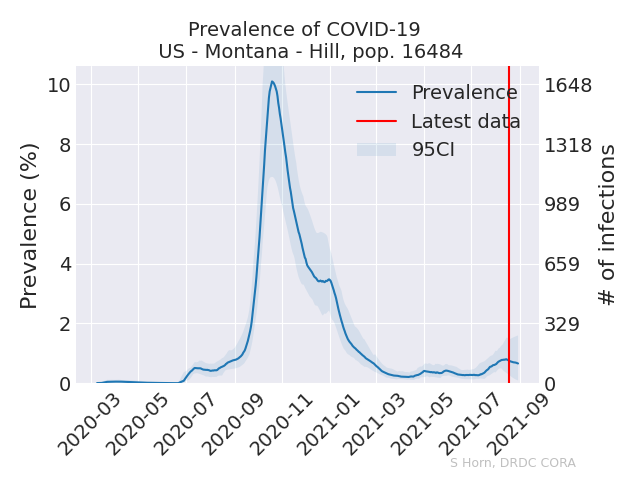 Prevalence of COVID-19
US - Montana - Hill, pop. 16484
Prevalence (%)
10
8
6
4
2
0
Prevalence
Latest data
95CI
1648
1318
989
659
329
0
# of infections
2020-03
2020-05
2020-07
2020-09
2020-11
2021-01
2021-03
2021-05
2021-07
2021-09
S Horn, DRDC CORA